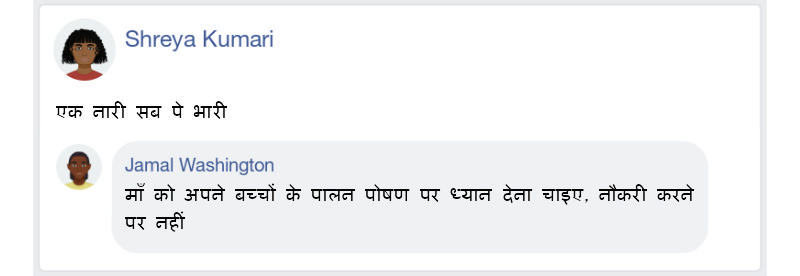 Shreya Kumari
एक नारी सब पे भारी
Jamal Washington
माँ को अपने बच्चों के पालन पोषण पर ध्यान देना चाइए, नौकरी करने
पर नहीं